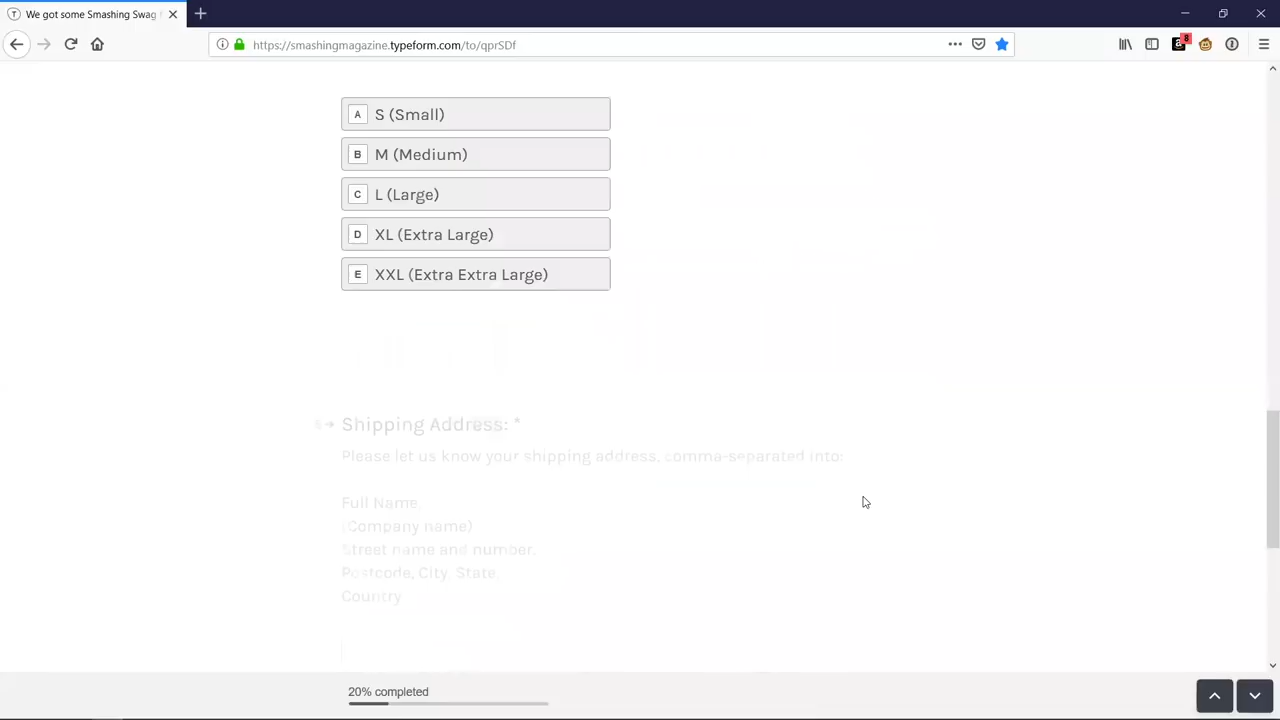 We got some Smashing Swag
https://smashingmagazine.typeform.com/to/qprSDf
8
A S (Small)
B M (Medium)
C L (Large)
D XL (Extra Large)
E XXL (Extra Extra Large)
Shipping Address: *
Please let us know your shipping address, comma-separated into:
Full Name
(Company name)
Street name and number,
Postcode, City, State,
Country
20% completed